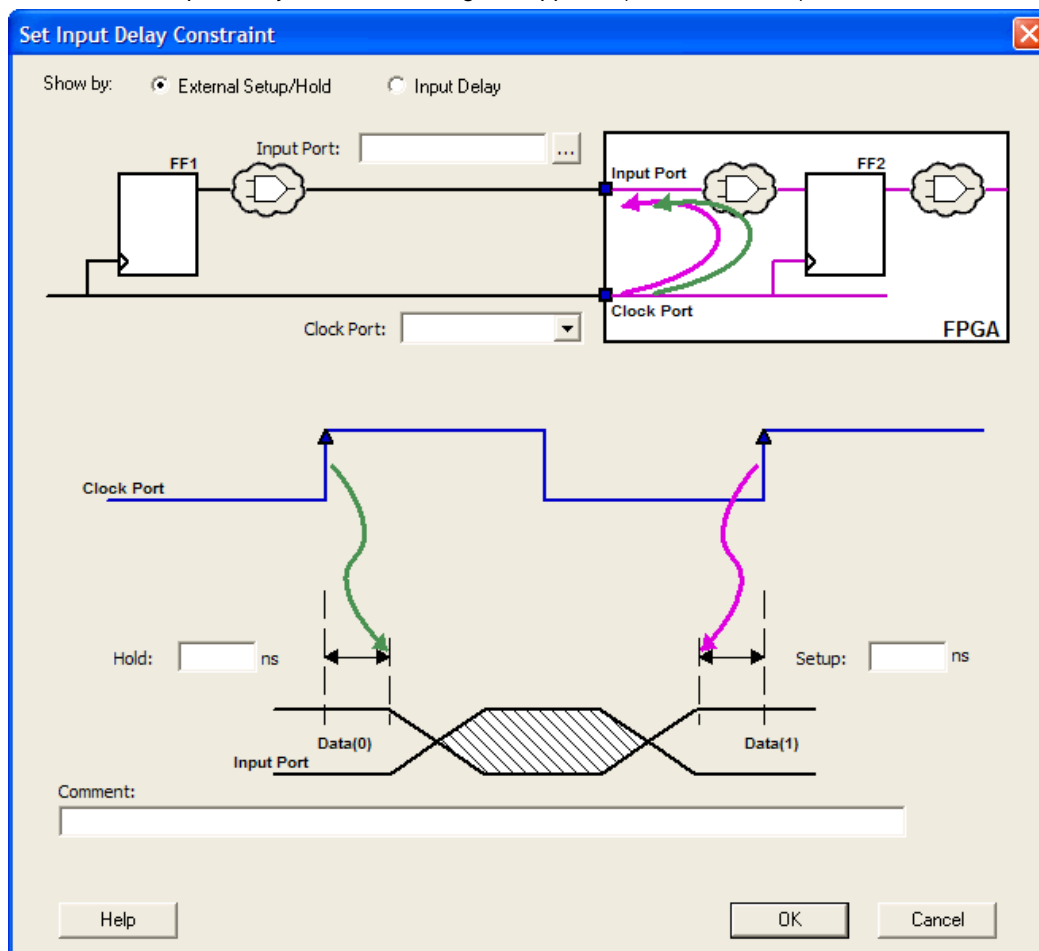 Set Input Delay Constraint
Show by: External Setup/Hold Input Delay
Input Port: ...
FF1
Input Port
FF2
Clock Port
Clock Port:
FPGA
Clock Port
Hold: ns
Setup: ns
Data(0)
Data(1)
Input Port
Comment:
Help OK Cancel